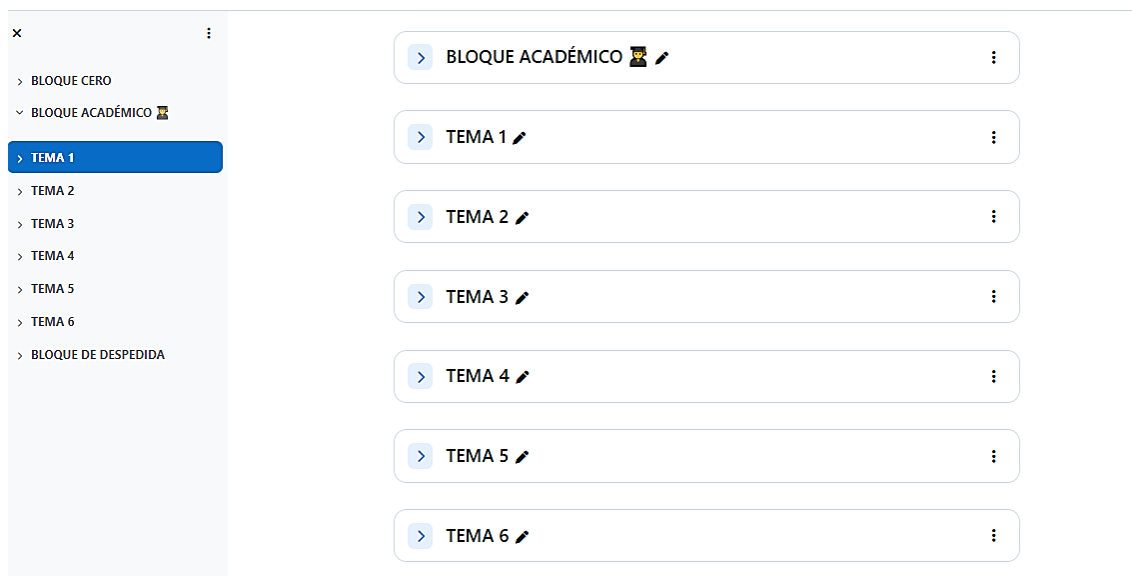 BLOQUE CERO
BLOQUE ACADÉMICO
TEMA 1
TEMA 2
TEMA 3
TEMA 4
TEMA 5
TEMA 6
BLOQUE DE DESPEDIDA
BLOQUE ACADÉMICO
TEMA 1
TEMA 2
TEMA 3
TEMA 4
TEMA 5
TEMA 6